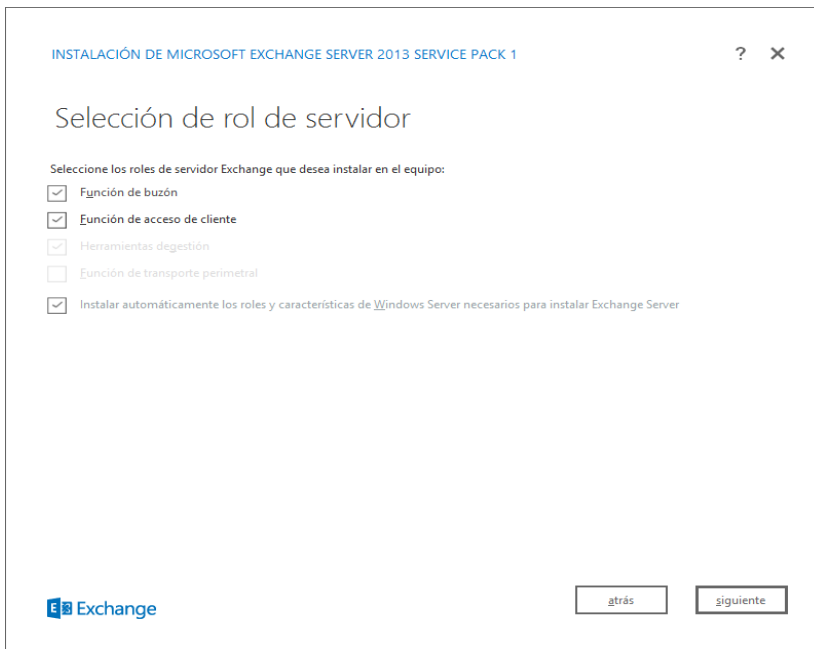 INSTALACIÓN DE MICROSOFT EXCHANGE SERVER 2013 SERVICE PACK 1 ? ✕
Selección de rol de servidor
Seleccione los roles de servidor Exchange que desea instalar en el equipo:
Función de buzón
Función de acceso de cliente
Herramientas degestión
Función de transporte perimetral
Instalar automáticamente los roles y características de Windows Server necesarios para instalar Exchange Server
E Exchange
atrás
siguiente